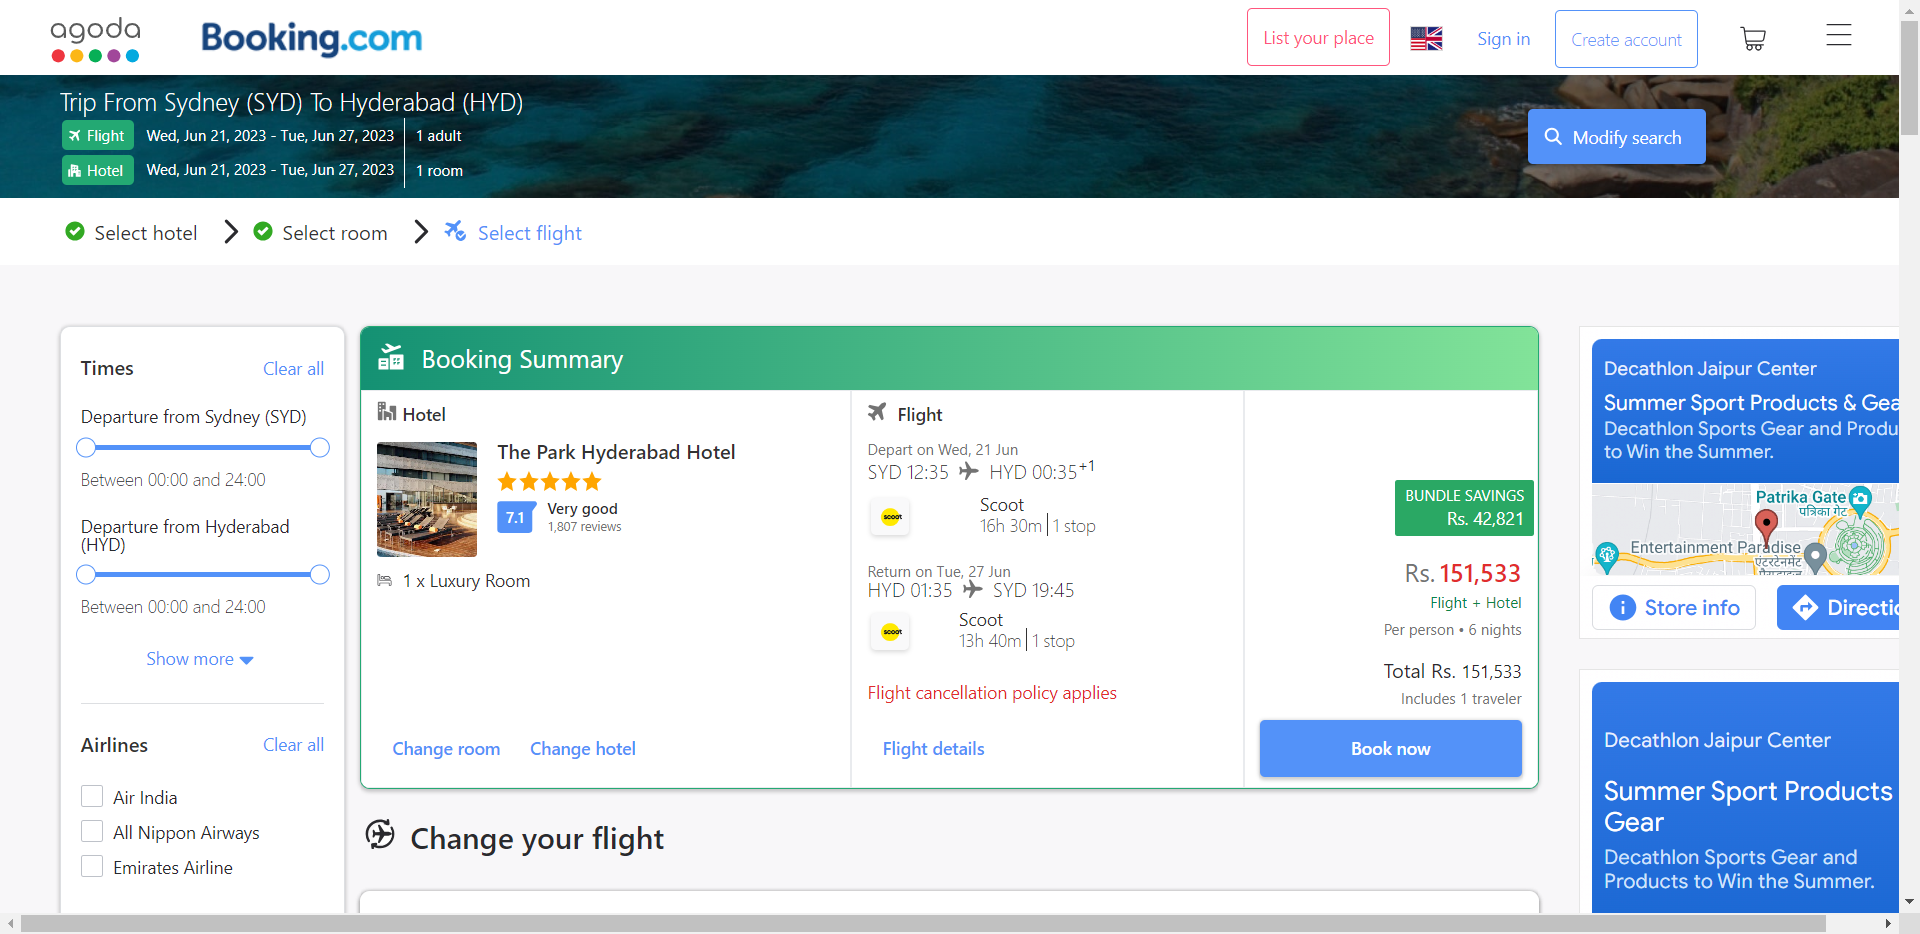 agoda
Booking.com
List your place
Sign in
Create account
Trip From Sydney (SYD) To Hyderabad (HYD)
Flight Wed, Jun 21, 2023 - Tue, Jun 27, 2023 1 adult
Hotel Wed, Jun 21, 2023 - Tue, Jun 27, 2023 1 room
Modify search
Select hotel
Select room
Select flight
Times Clear all
Departure from Sydney (SYD)
Between 00:00 and 24:00
Departure from Hyderabad
(HYD)
Between 00:00 and 24:00
Show more
Airlines Clear all
Air India
All Nippon Airways
Emirates Airline
Booking Summary
Hotel
The Park Hyderabad Hotel
7.1
Very good
1,807 reviews
1 x Luxury Room
Change room Change hotel
Flight
Depart on Wed, 21 Jun
SYD 12:35 HYD 00:35+1
scoot
Scoot
16h 30m 1 stop
Return on Tue, 27 Jun
HYD 01:35 SYD 19:45
scoot
Scoot
13h 40m 1 stop
Flight cancellation policy applies
Flight details
BUNDLE SAVINGS
Rs. 42,821
Rs. 151,533
Flight + Hotel
Per person • 6 nights
Total Rs. 151,533
Includes 1 traveler
Book now
Change your flight
Decathlon Jaipur Center
Summer Sport Products & Gea
Decathlon Sports Gear and Produ
to Win the Summer.
Patrika Gate
पत्रिका गेट
Entertainment Paradise
एंटरटेनमेंट
Store info
Directio
Decathlon Jaipur Center
Summer Sport Products
Gear
Decathlon Sports Gear and
Products to Win the Summer.